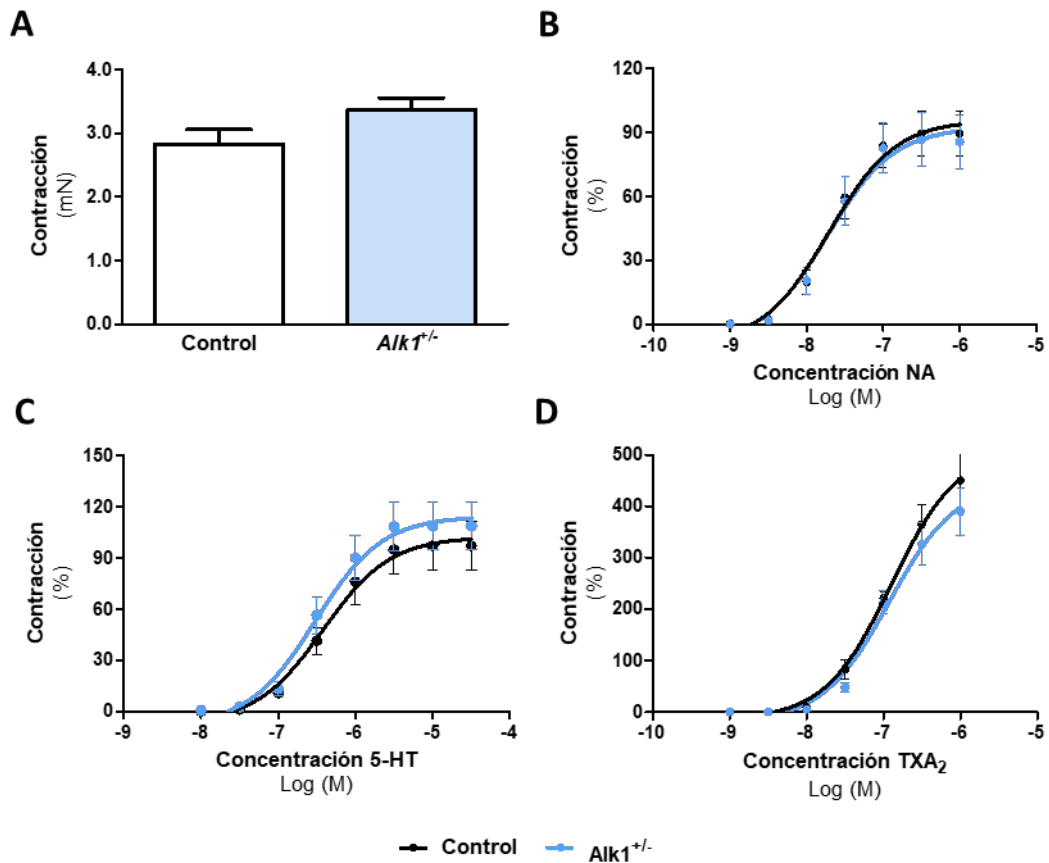 A
4.0
3.0
2.0
1.0
0.0
Contracción
(mN)
Control
Alk1+/-
B
120
90
60
30
0
Contracción
(%)
-10 -9 -8 -7 -6 -5
Concentración NA
Log (M)
C
150
120
90
60
30
0
Contracción
(%)
-9 -8 -7 -6 -5 -4
Concentración 5-HT
Log (M)
D
500
400
300
200
100
0
Contracción
(%)
-10 -9 -8 -7 -6 -5
Concentración TXA2
Log (M)
Control Alk1+/-